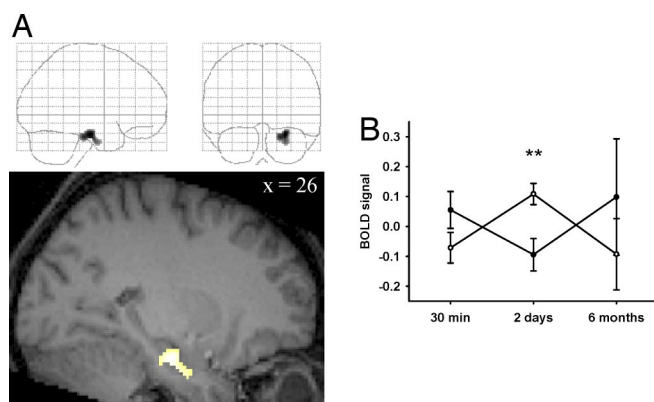 A
x = 26
B
**
BOLD signal
0.3
0.2
0.1
0.0
-0.1
-0.2
30 min
2 days
6 months